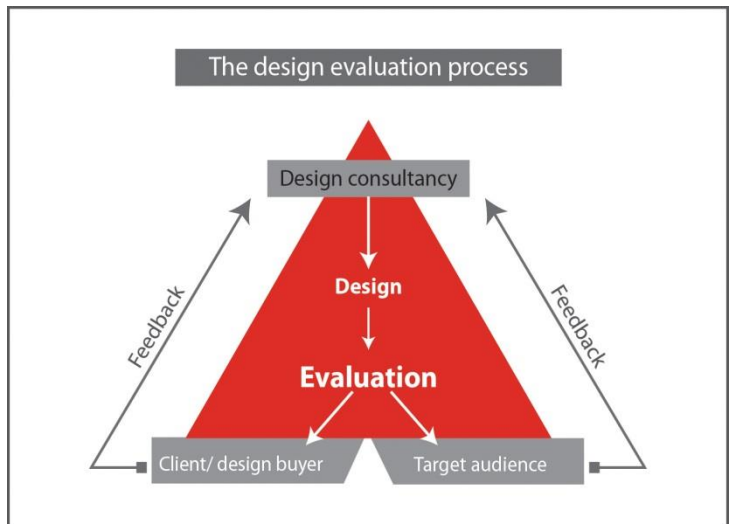 The design evaluation process
Design consultancy
Feedback
Feedback
Design
Evaluation
Client/ design buyer
Target audience